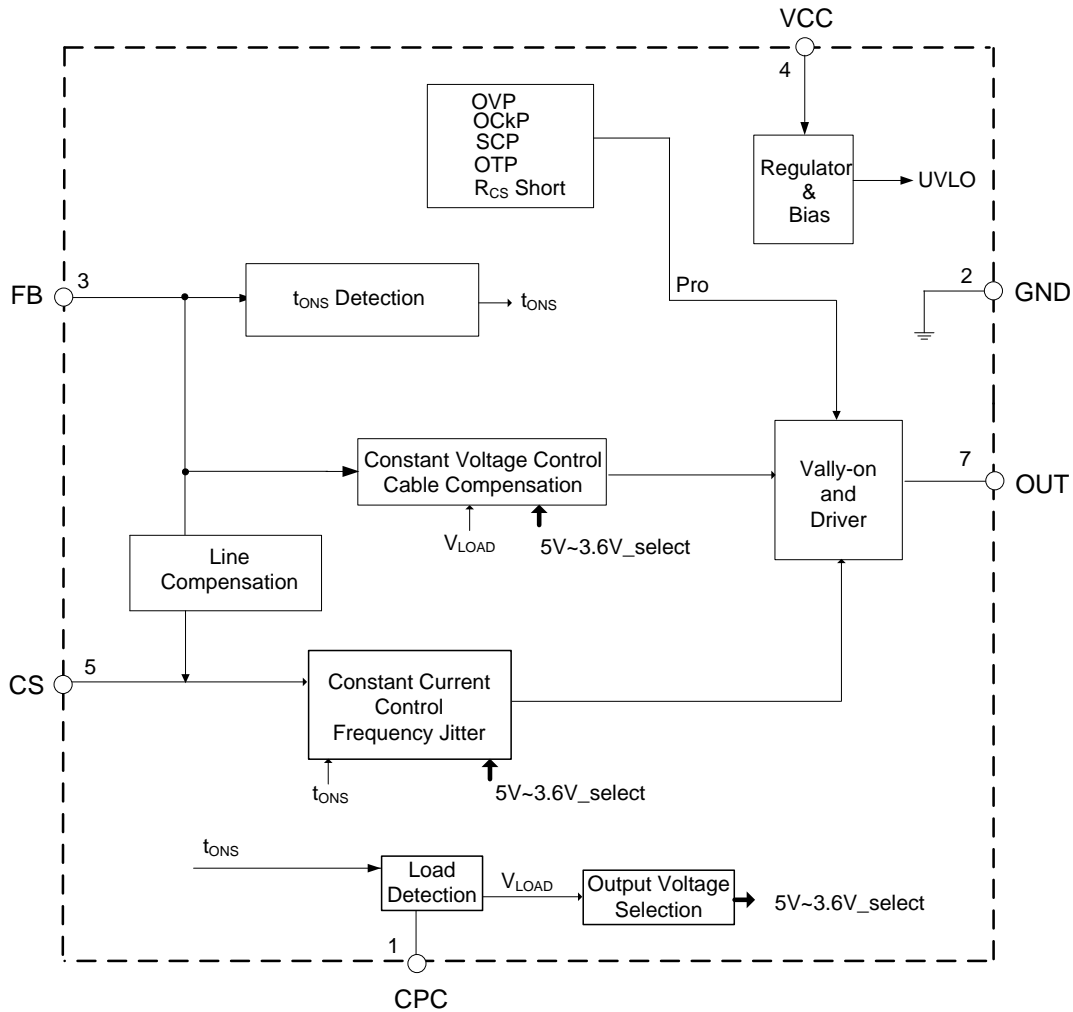 VCC
4
OVP
OCkP
SCP
OTP
RCS Short
Regulator
&
Bias
UVLO
FB
3
tONS Detection
tONS
Pro
2
GND
Constant Voltage Control
Cable Compensation
VLOAD
5V~3.6V_select
Vally-on
and
Driver
7
OUT
Line
Compensation
CS
5
Constant Current
Control
Frequency Jitter
tONS
5V~3.6V_select
tONS
Load
Detection
VLOAD
Output Voltage
Selection
5V~3.6V_select
1
CPC